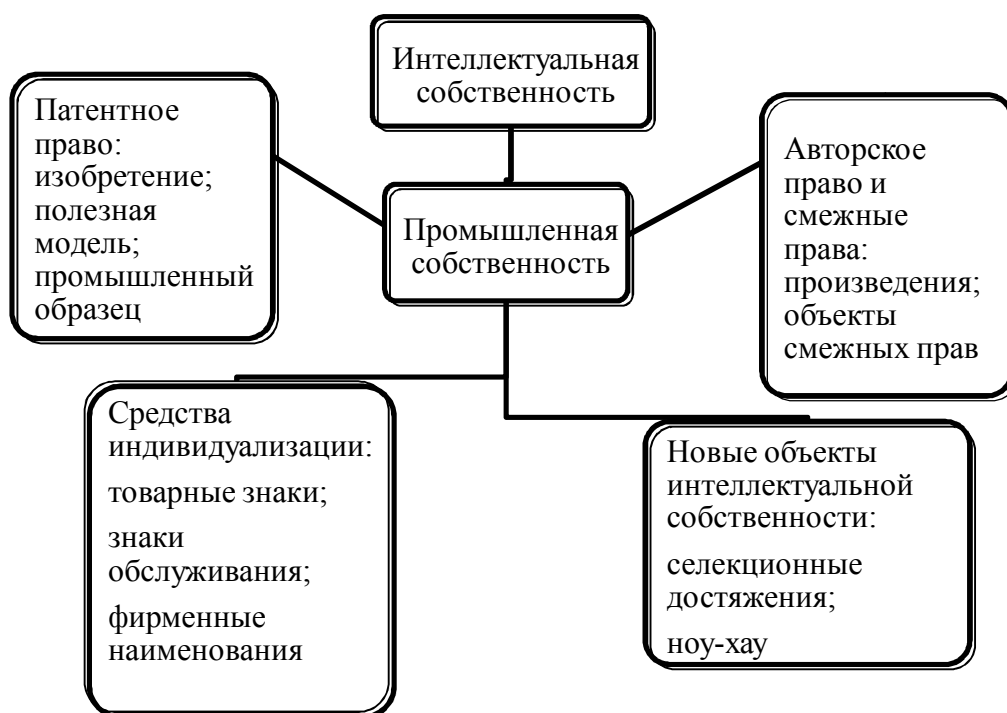 Интеллектуальная
собственность
Патентное
право:
изобретение;
полезная
модель;
промышленный
образец
Промышленная
собственность
Авторское
право и
смежные
права:
произведения;
объекты
смежных прав
Средства
индивидуализации:
товарные знаки;
знаки
обслуживания;
фирменные
наименования
Новые объекты
интеллектуальной
собственности:
селекционные
достяжения;
ноу-хау